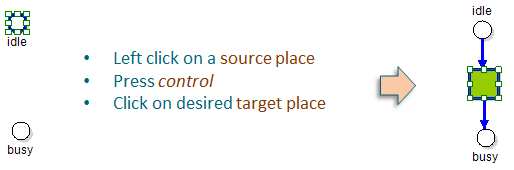 idle
busy
• Left click on a source place
• Press control
• Click on desired target place
idle
busy